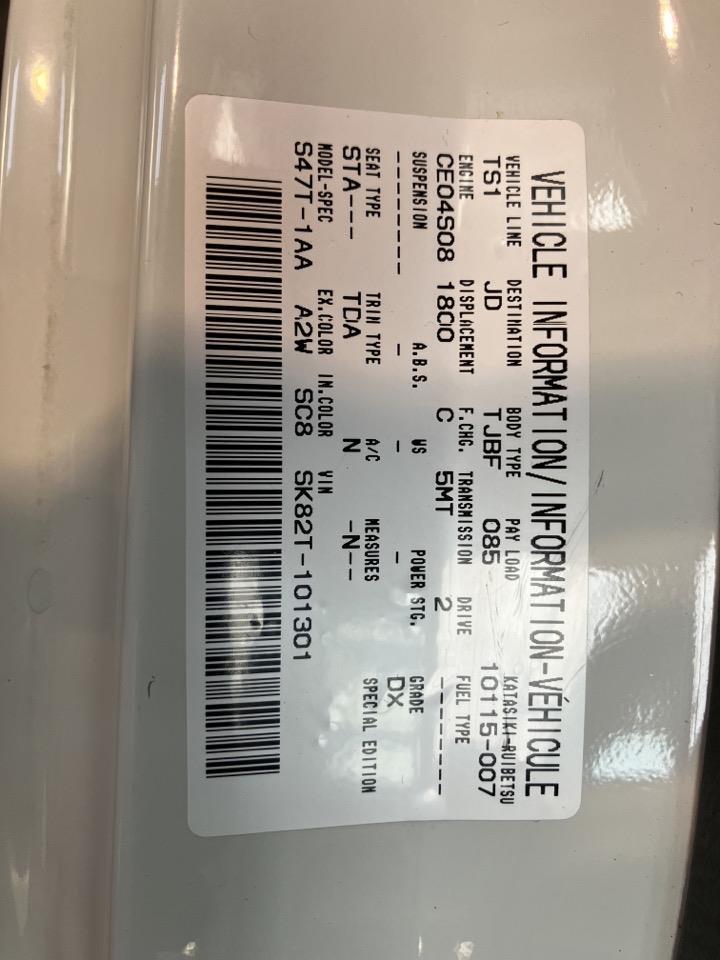 VEHICLE INFORMATION/INFORMATION-VÉHICULE
VEHICLE LINE DESTINATION BODY TYPE PAY LOAD KATASIKI-RUIBETSU
TS1 JD TJBF 085 10115-007
ENGINE DISPLACEMENT F.CHG. TRANSMISSION DRIVE FUEL TYPE
CE04S08 1800 C 5MT 2 -------
SUSPENSION A.B.S. WS POWER STG. GRADE
-------- - - - DX
SEAT TYPE TRIM TYPE A/C MEASURES SPECIAL EDITION
STA--- TDA N -N--
MODEL-SPEC EX.COLOR IN.COLOR VIN
S47T-1AA A2W SC8 SK82T-101301